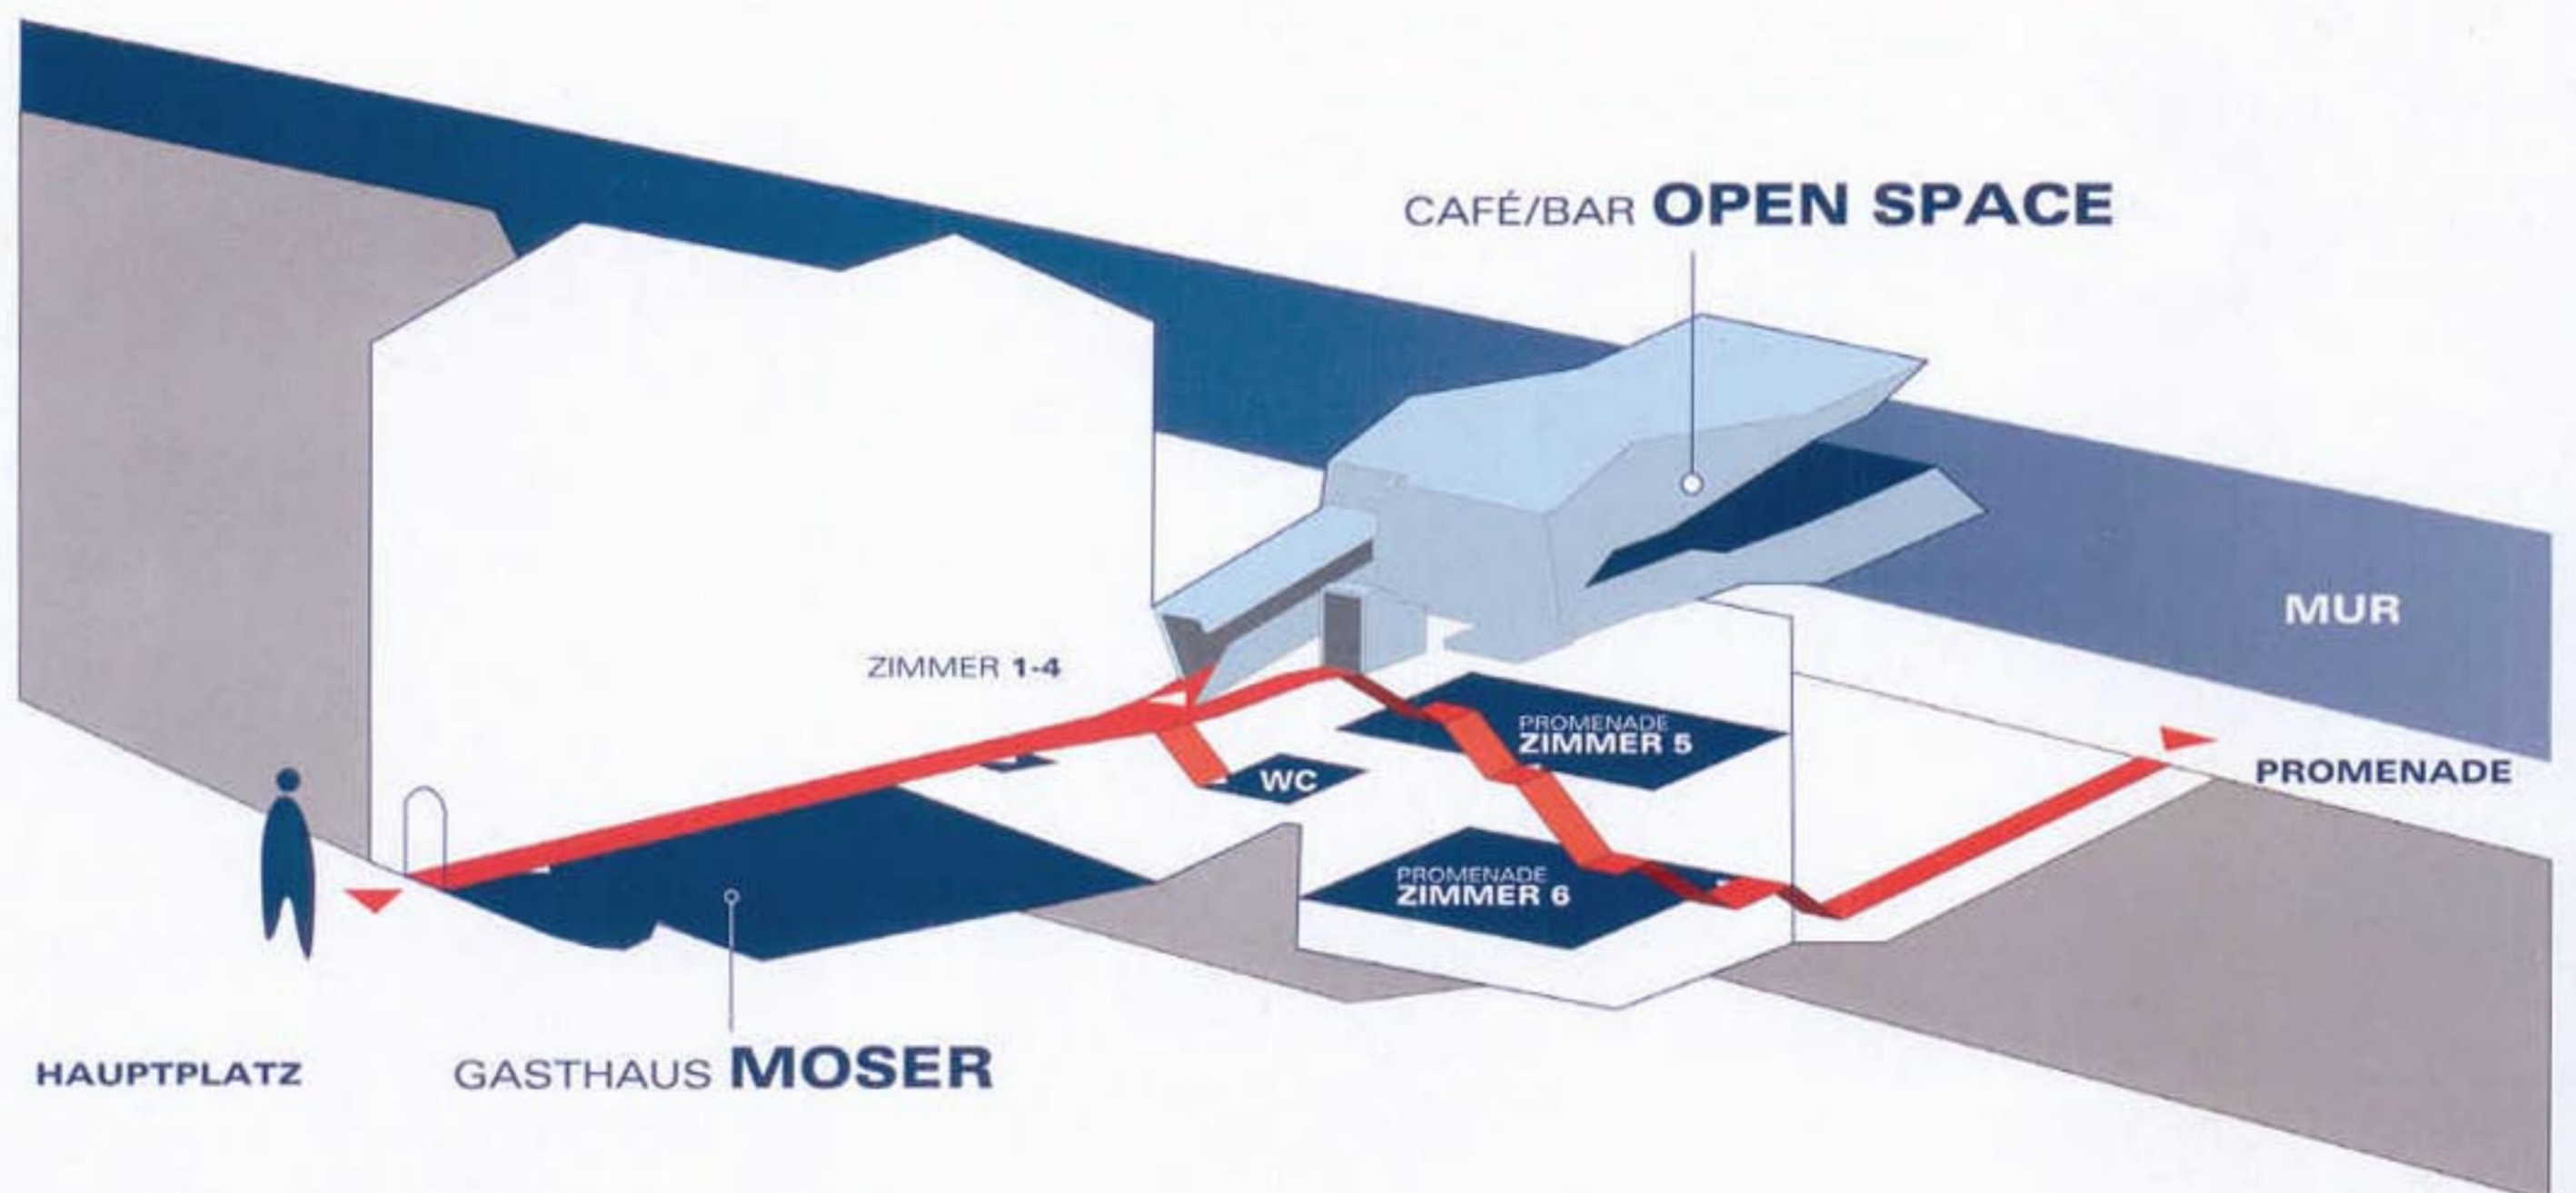 CAFÉ/BAR OPEN SPACE
MUR
ZIMMER 1-4
PROMENADE
ZIMMER 5
WC
PROMENADE
PROMENADE
ZIMMER 6
HAUPTPLATZ
GASTHAUS MOSER